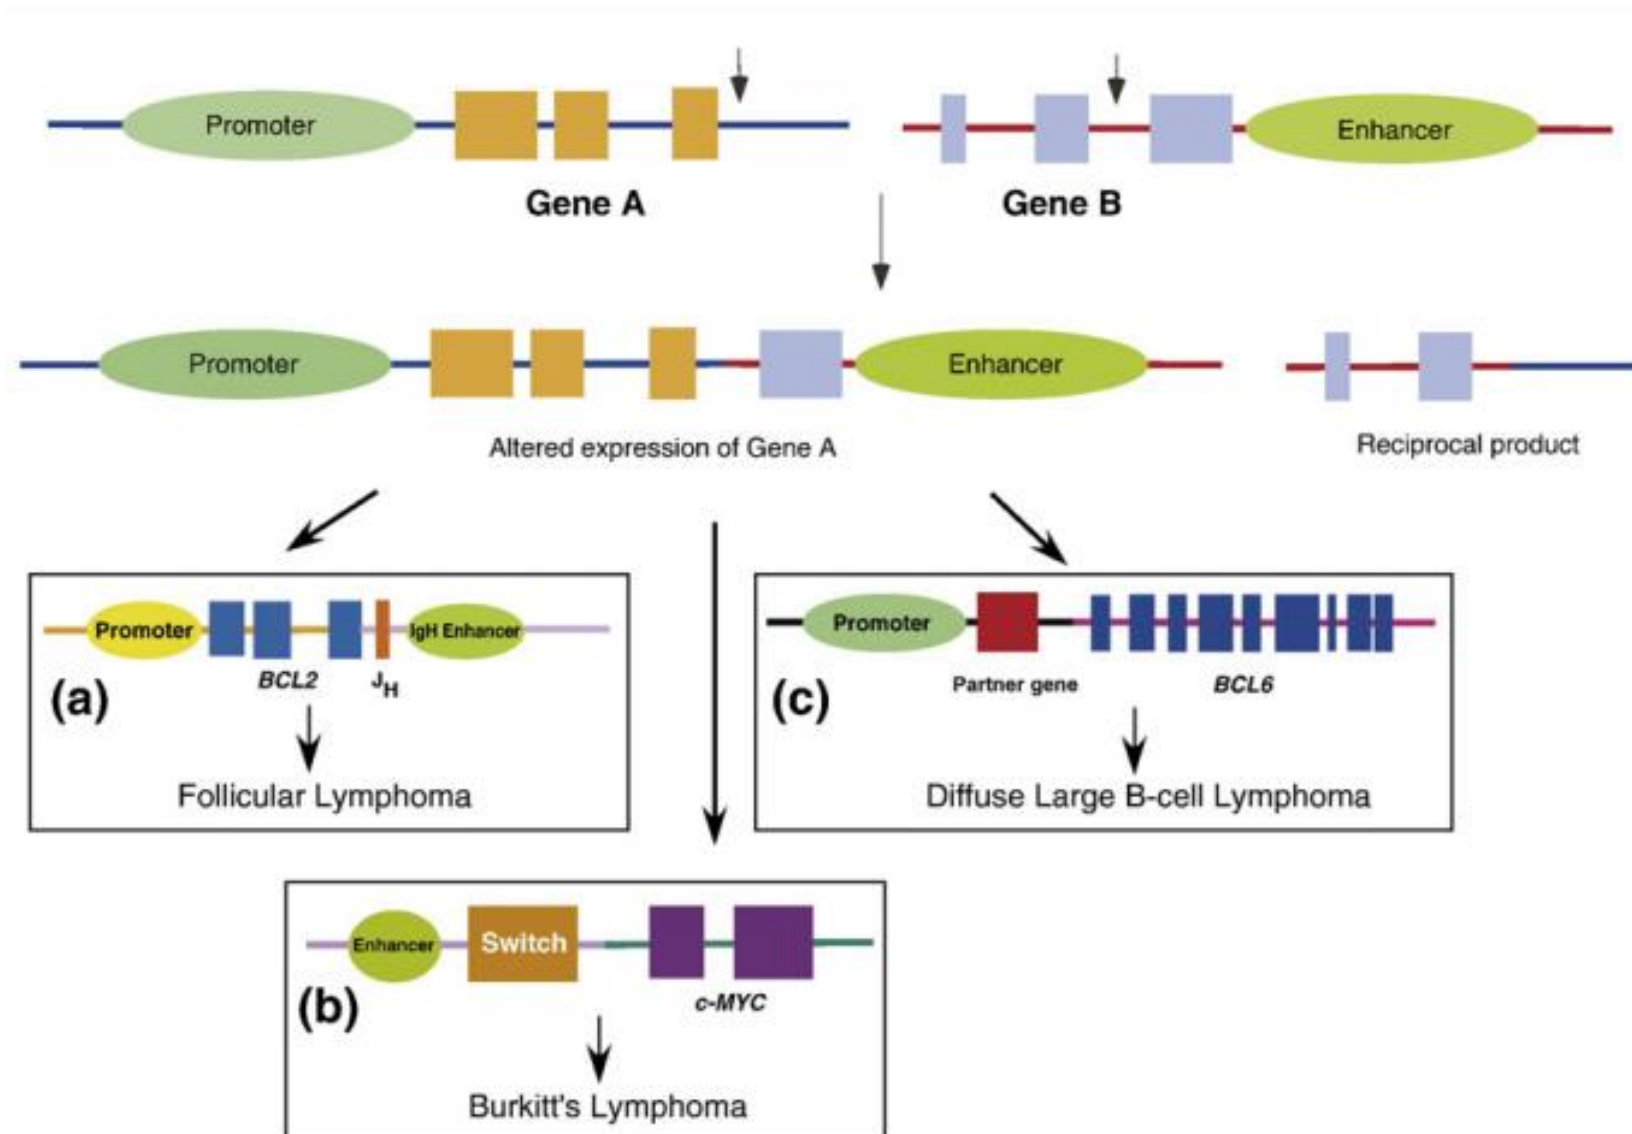 Promoter
Enhancer
Gene A
Gene B
Promoter
Enhancer
Altered expression of Gene A
Reciprocal product
Promoter
IgH Enhancer
BCL2
JH
(a)
Follicular Lymphoma
Promoter
Partner gene
BCL6
(c)
Diffuse Large B-cell Lymphoma
Enhancer
Switch
c-MYC
(b)
Burkitt's Lymphoma